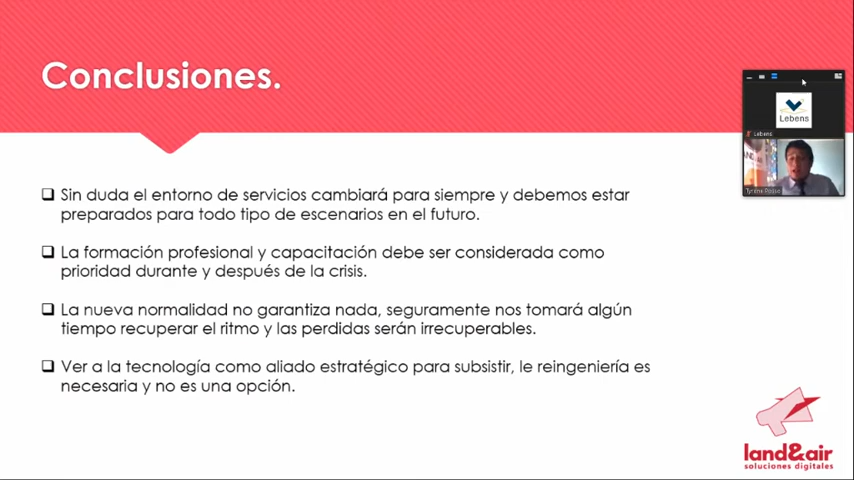 Conclusiones.
Lebens
Lebens
Sin duda el entorno de servicios cambiará para siempre y debemos estar
preparados para todo tipo de escenarios en el futuro.
La formación profesional y capacitación debe ser considerada como
prioridad durante y después de la crisis.
La nueva normalidad no garantiza nada, seguramente nos tomará algún
tiempo recuperar el ritmo y las perdidas serán irrecuperables.
Ver a la tecnología como aliado estratégico para subsistir, le reingeniería es
necesaria y no es una opción.
land&air
soluciones digitales